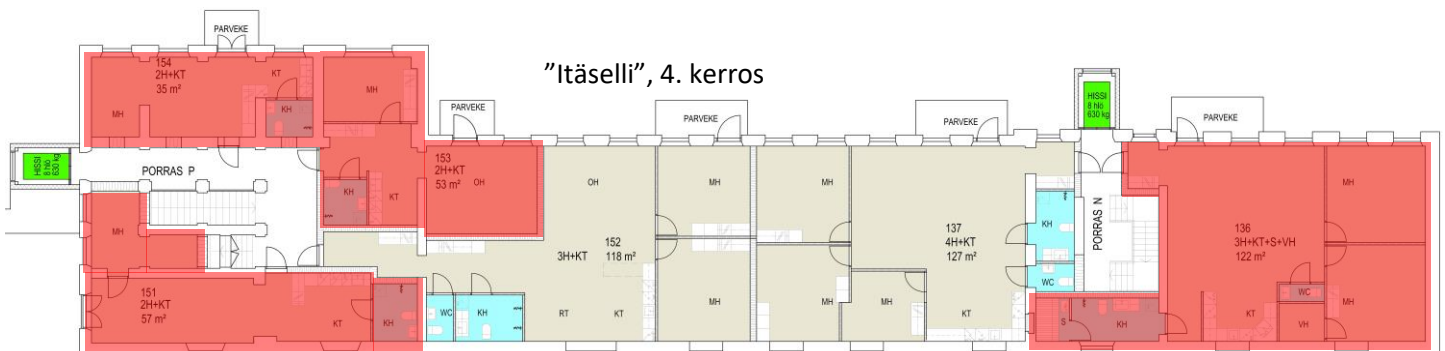 "Itäselli", 4. kerros
PARVEKE
154
2H+KT
35 m²
KT
MH
KH
MH
HISSI
8 hlö
630 kg
PORRAS P
MH
KH
KT
153
2H+KT
53 m²
OH
PARVEKE
151
2H+KT
57 m²
KT
KH
WC
KH
OH
3H+KT
152
118 m²
RT
KT
MH
MH
PARVEKE
MH
MH
MH
137
4H+KT
127 m²
KT
PARVEKE
KH
WC
HISSI
8 hlö
630 kg
PORRAS N
PARVEKE
136
3H+KT+S+VH
122 m²
MH
MH
WC
VH
KT
S
KH